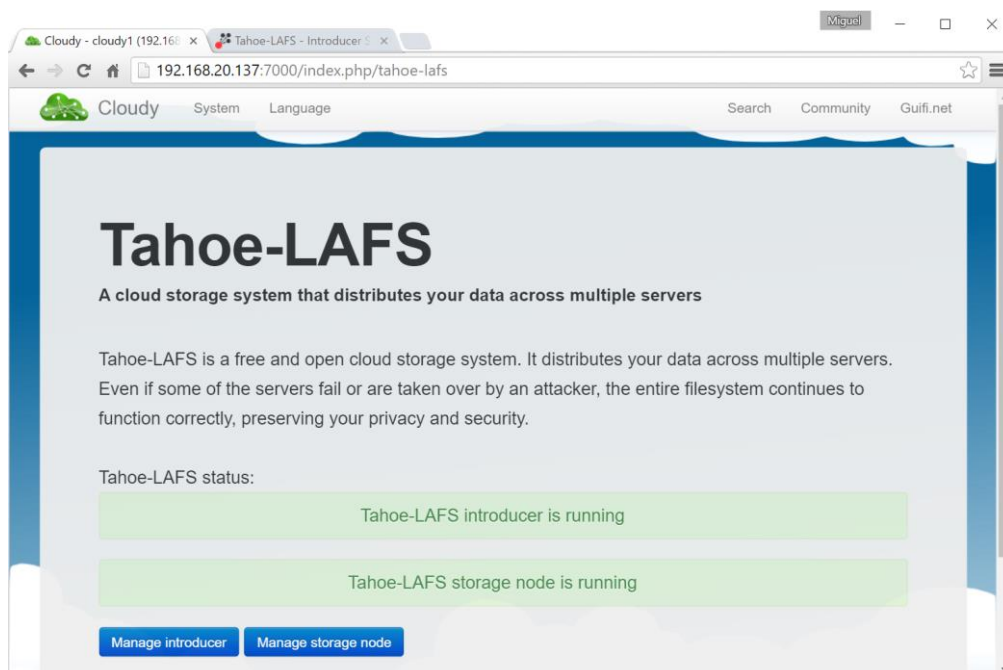 Miguel
Cloudy - cloudy1 (192.168
Tahoe-LAFS - Introducer S
192.168.20.137:7000/index.php/tahoe-lafs
Cloudy System Language Search Community Guifi.net
Tahoe-LAFS
A cloud storage system that distributes your data across multiple servers
Tahoe-LAFS is a free and open cloud storage system. It distributes your data across multiple servers.
Even if some of the servers fail or are taken over by an attacker, the entire filesystem continues to
function correctly, preserving your privacy and security.
Tahoe-LAFS status:
Tahoe-LAFS introducer is running
Tahoe-LAFS storage node is running
Manage introducer Manage storage node